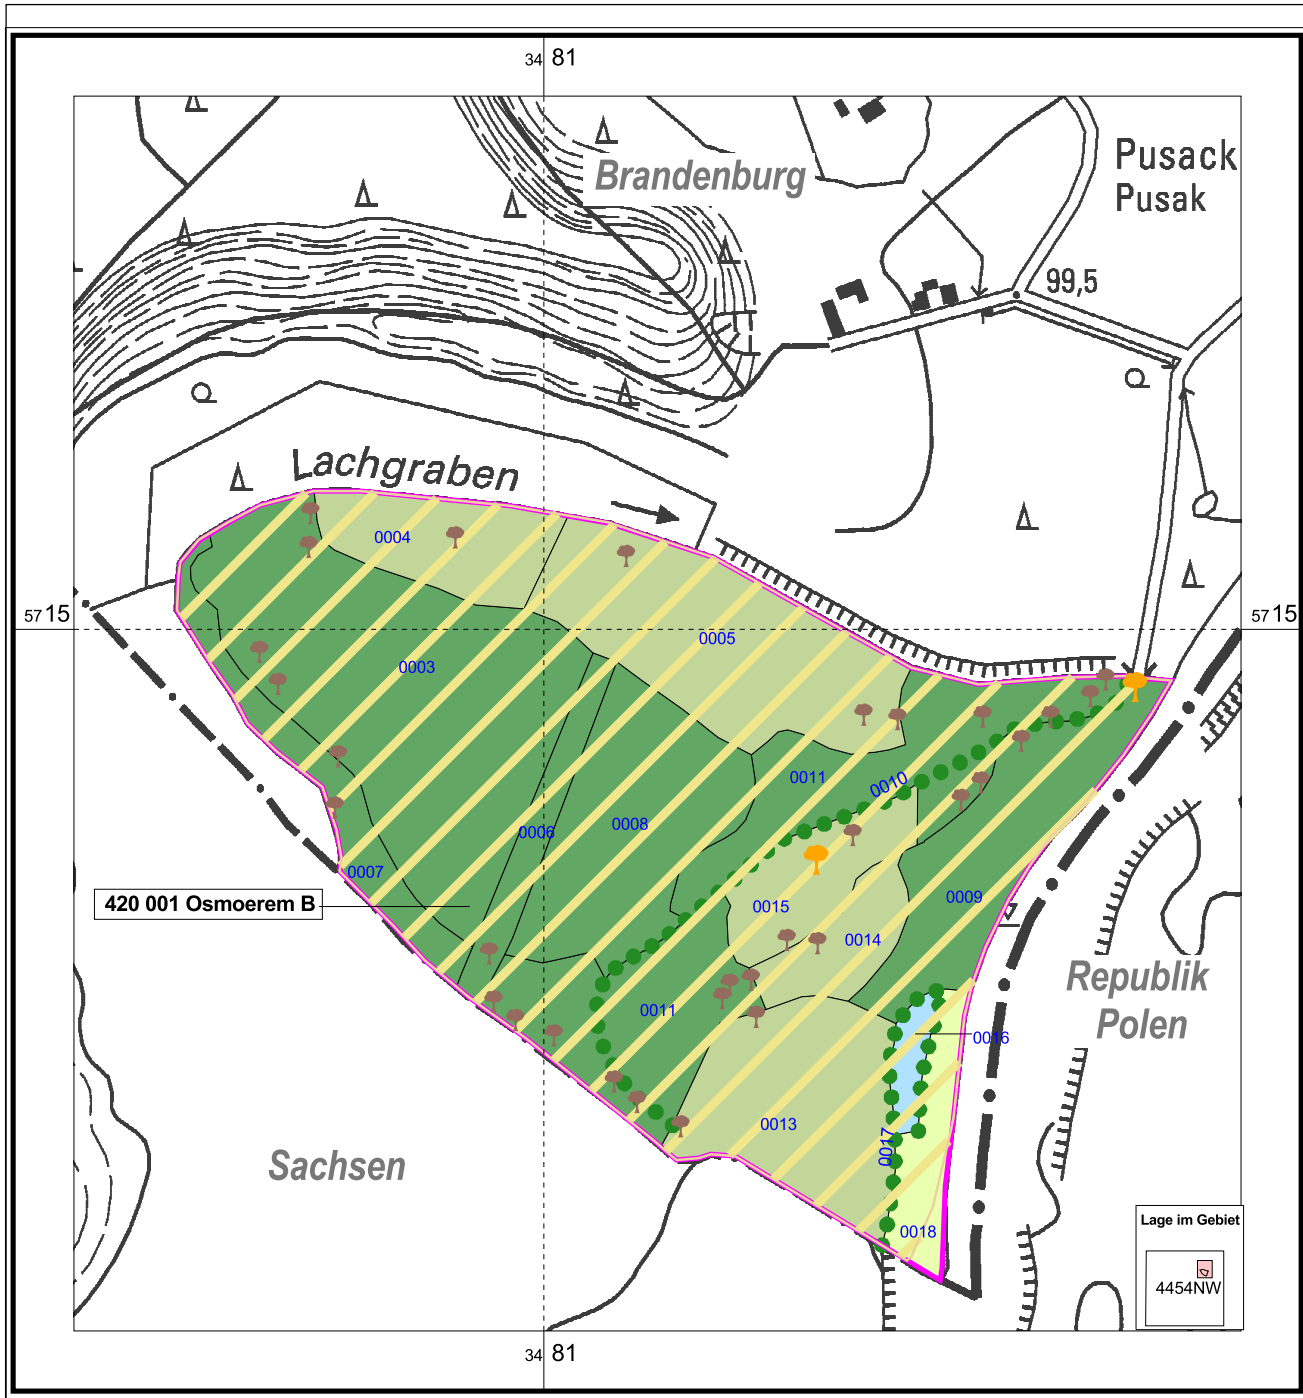 34 81
Brandenburg
Pusack
Pusak
99,5
Lachgraben
0004
57 15
57 15
0005
0003
0011
0010
0006
0008
0007
0009
420 001 Osmoerem B
0015
0014
Republik
Polen
0011
0016
0013
0017
Sachsen
0018
Lage im Gebiet
4454NW
34 81